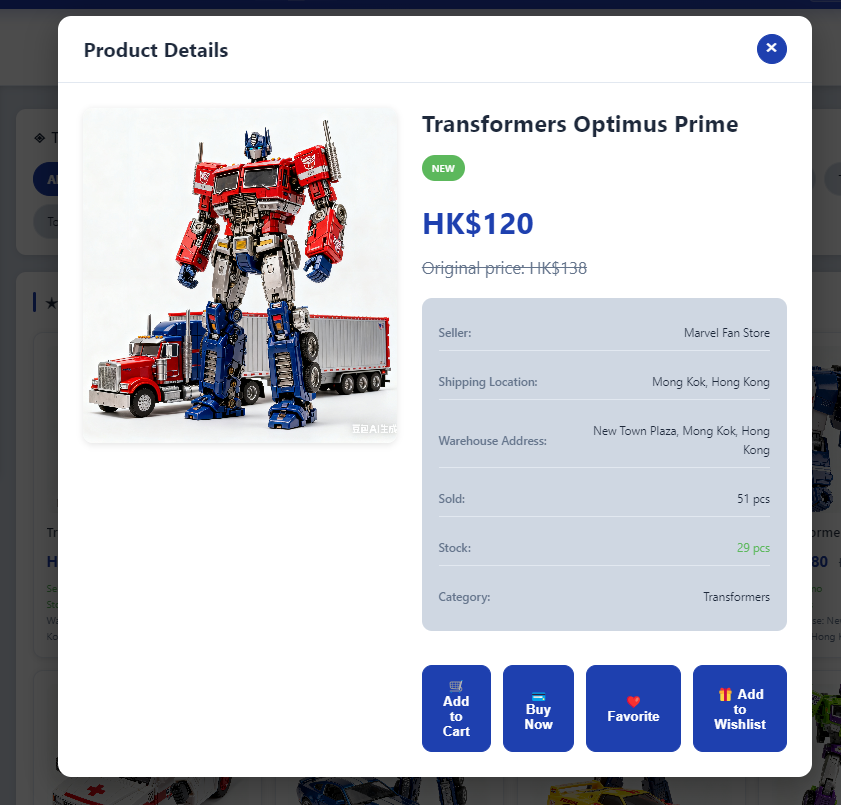 Product Details
×
Transformers Optimus Prime
NEW
HK$120
Original price: HK$138
Seller:
Marvel Fan Store
Shipping Location:
Mong Kok, Hong Kong
Warehouse Address:
New Town Plaza, Mong Kok, Hong
Kong
Sold:
51 pcs
Stock:
29 pcs
Category:
Transformers
Add
to
Cart
Buy
Now
Favorite
Add
to
Wishlist
豆包AI生成